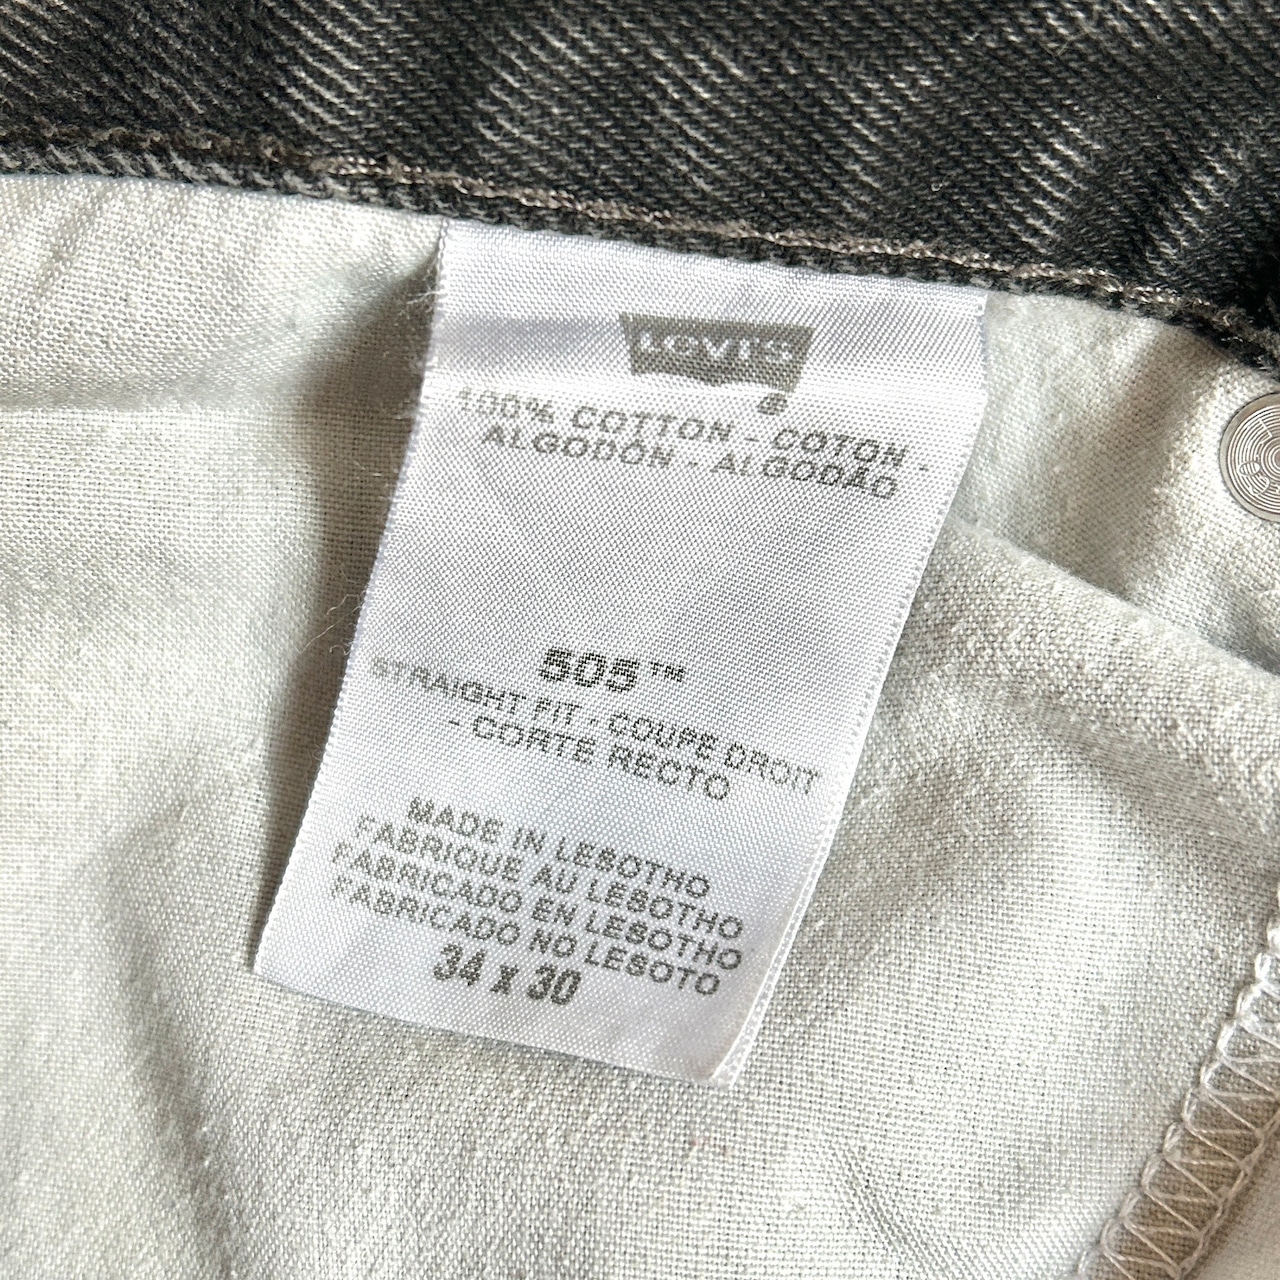 LEVI'S
100% COTTON - COTON -
ALGODÓN - ALGODÃO
505™
STRAIGHT FIT - COUPE DROIT
- CORTE RECTO
MADE IN LESOTHO
FABRIQUE AU LESOTHO
FABRICADO EN LESOTHO
FABRICADO NO LESOTO
34 x 30